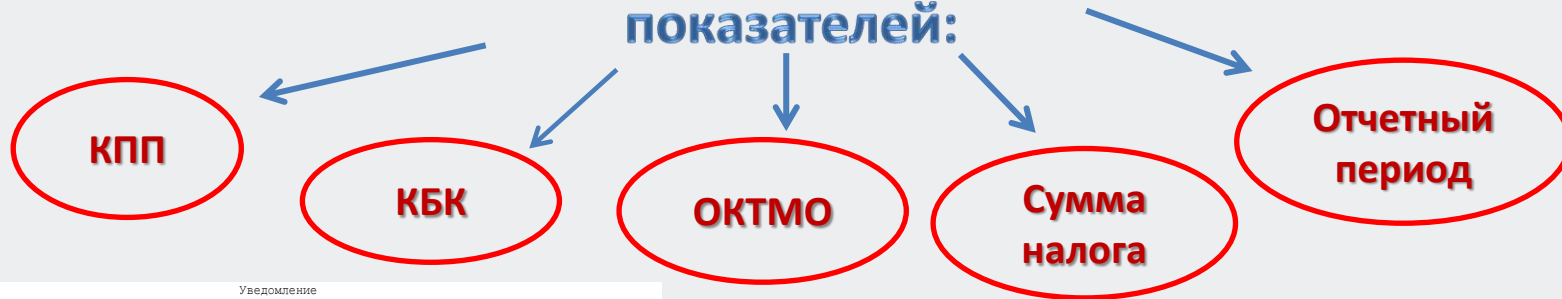 показателей:
КПП
КБК
ОКТМО
Сумма
налога
Отчетный
период
Уведомление